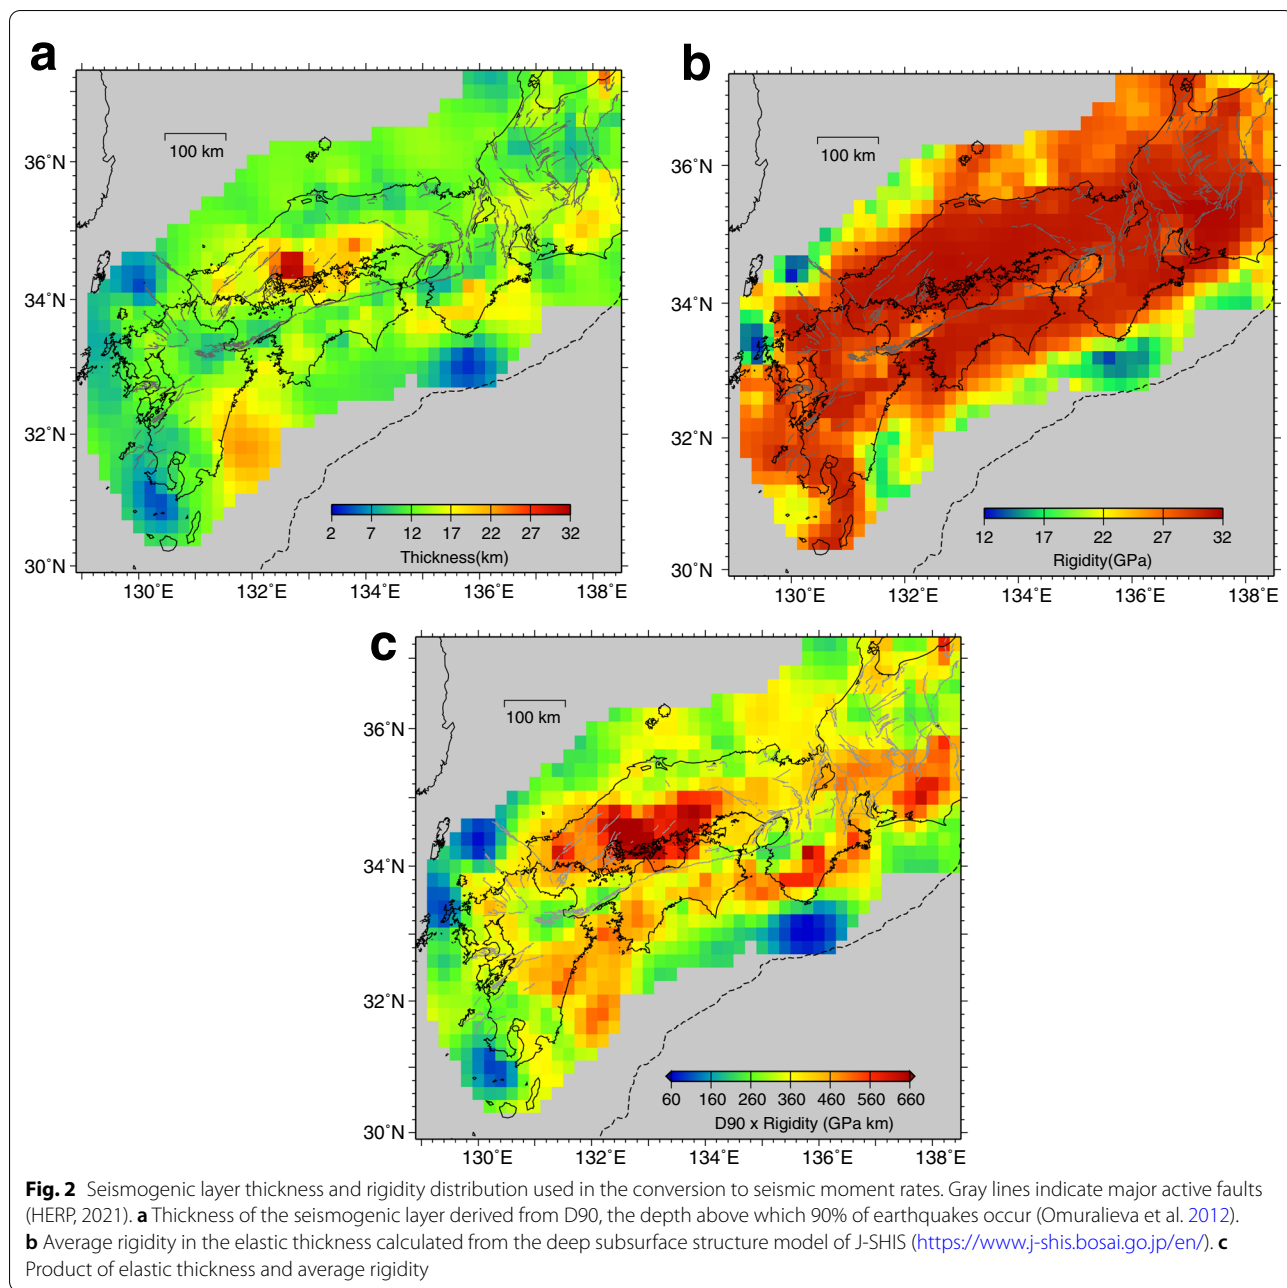 a
100 km
36°N
34°N
32°N
30°N
2 7 12 17 22 27 32
Thickness(km)
130°E 132°E 134°E 136°E 138°E
b
100 km
36°N
34°N
32°N
30°N
12 17 22 27 32
Rigidity(GPa)
130°E 132°E 134°E 136°E 138°E
c
100 km
36°N
34°N
32°N
30°N
60 160 260 360 460 560 660
D90 x Rigidity (GPa km)
130°E 132°E 134°E 136°E 138°E
Fig. 2 Seismogenic layer thickness and rigidity distribution used in the conversion to seismic moment rates. Gray lines indicate major active faults
(HERP, 2021). a Thickness of the seismogenic layer derived from D90, the depth above which 90% of earthquakes occur (Omuralieva et al. 2012).
b Average rigidity in the elastic thickness calculated from the deep subsurface structure model of J-SHIS (https://www.j-shis.bosai.go.jp/en/). c
Product of elastic thickness and average rigidity